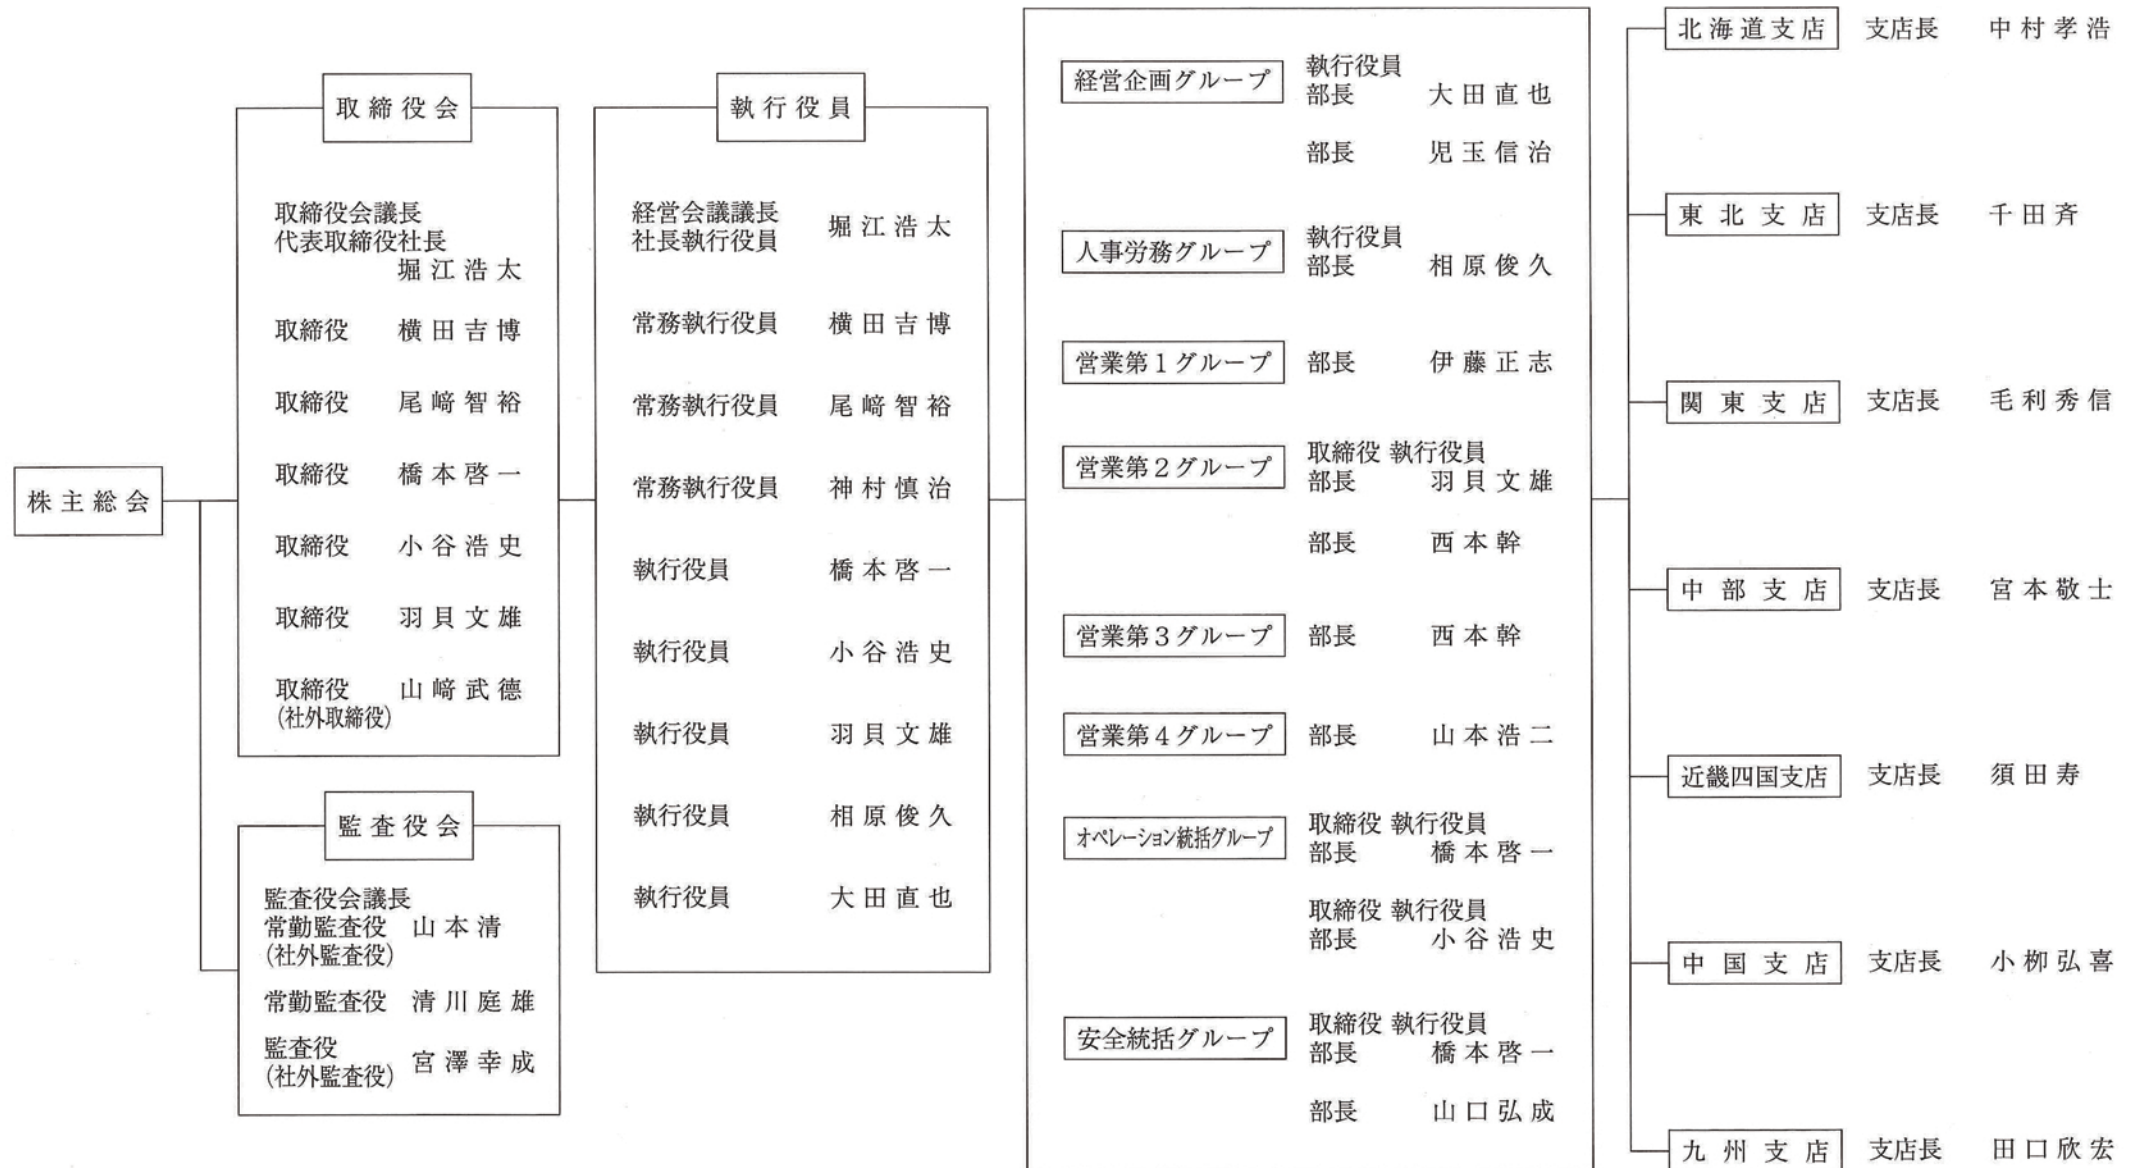 株主総会
取締役会
取締役会議長
代表取締役社長
堀江浩太
取締役 横田吉博
取締役 尾﨑智裕
取締役 橋本啓一
取締役 小谷浩史
取締役 羽貝文雄
取締役 山﨑武德
(社外取締役)
監査役会
監査役会議長
常勤監査役 山本清
(社外監査役)
常勤監査役 清川庭雄
監査役
(社外監査役) 宮澤幸成
執行役員
経営会議議長
社長執行役員 堀江浩太
常務執行役員 横田吉博
常務執行役員 尾﨑智裕
常務執行役員 神村慎治
執行役員 橋本啓一
執行役員 小谷浩史
執行役員 羽貝文雄
執行役員 相原俊久
執行役員 大田直也
経営企画グループ 執行役員
部長 大田直也
部長 児玉信治
人事労務グループ 執行役員
部長 相原俊久
営業第1グループ 部長 伊藤正志
営業第2グループ 取締役 執行役員
部長 羽貝文雄
部長 西本幹
営業第3グループ 部長 西本幹
営業第4グループ 部長 山本浩二
オペレーション統括グループ 取締役 執行役員
部長 橋本啓一
取締役 執行役員
部長 小谷浩史
安全統括グループ 取締役 執行役員
部長 橋本啓一
部長 山口弘成
北海道支店 支店長 中村孝浩
東北支店 支店長 千田斉
関東支店 支店長 毛利秀信
中部支店 支店長 宮本敬士
近畿四国支店 支店長 須田寿
中国支店 支店長 小栁弘喜
九州支店 支店長 田口欣宏